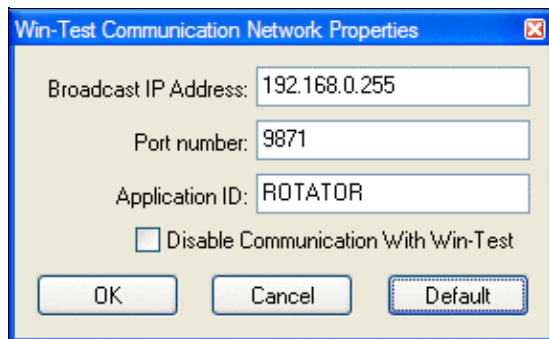 Win-Test Communication Network Properties
Broadcast IP Address: 192.168.0.255
Port number: 9871
Application ID: ROTATOR
Disable Communication With Win-Test
OK Cancel Default